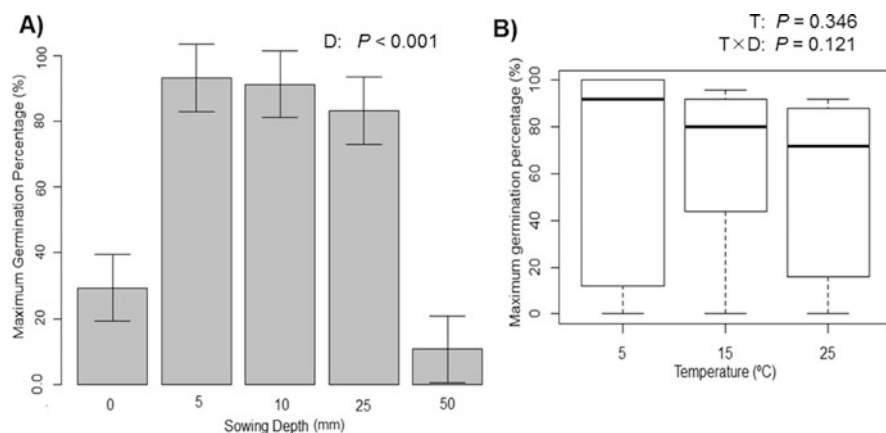 A)
D: P < 0.001
Maximum Germination Percentage (%)
100
80
60
40
20
0.0
0
5
10
25
50
Sowing Depth (mm)
B)
T: P = 0.346
T×D: P = 0.121
Maximum germination percentage (%)
100
80
60
40
20
0
5
15
25
Temperature (ºC)